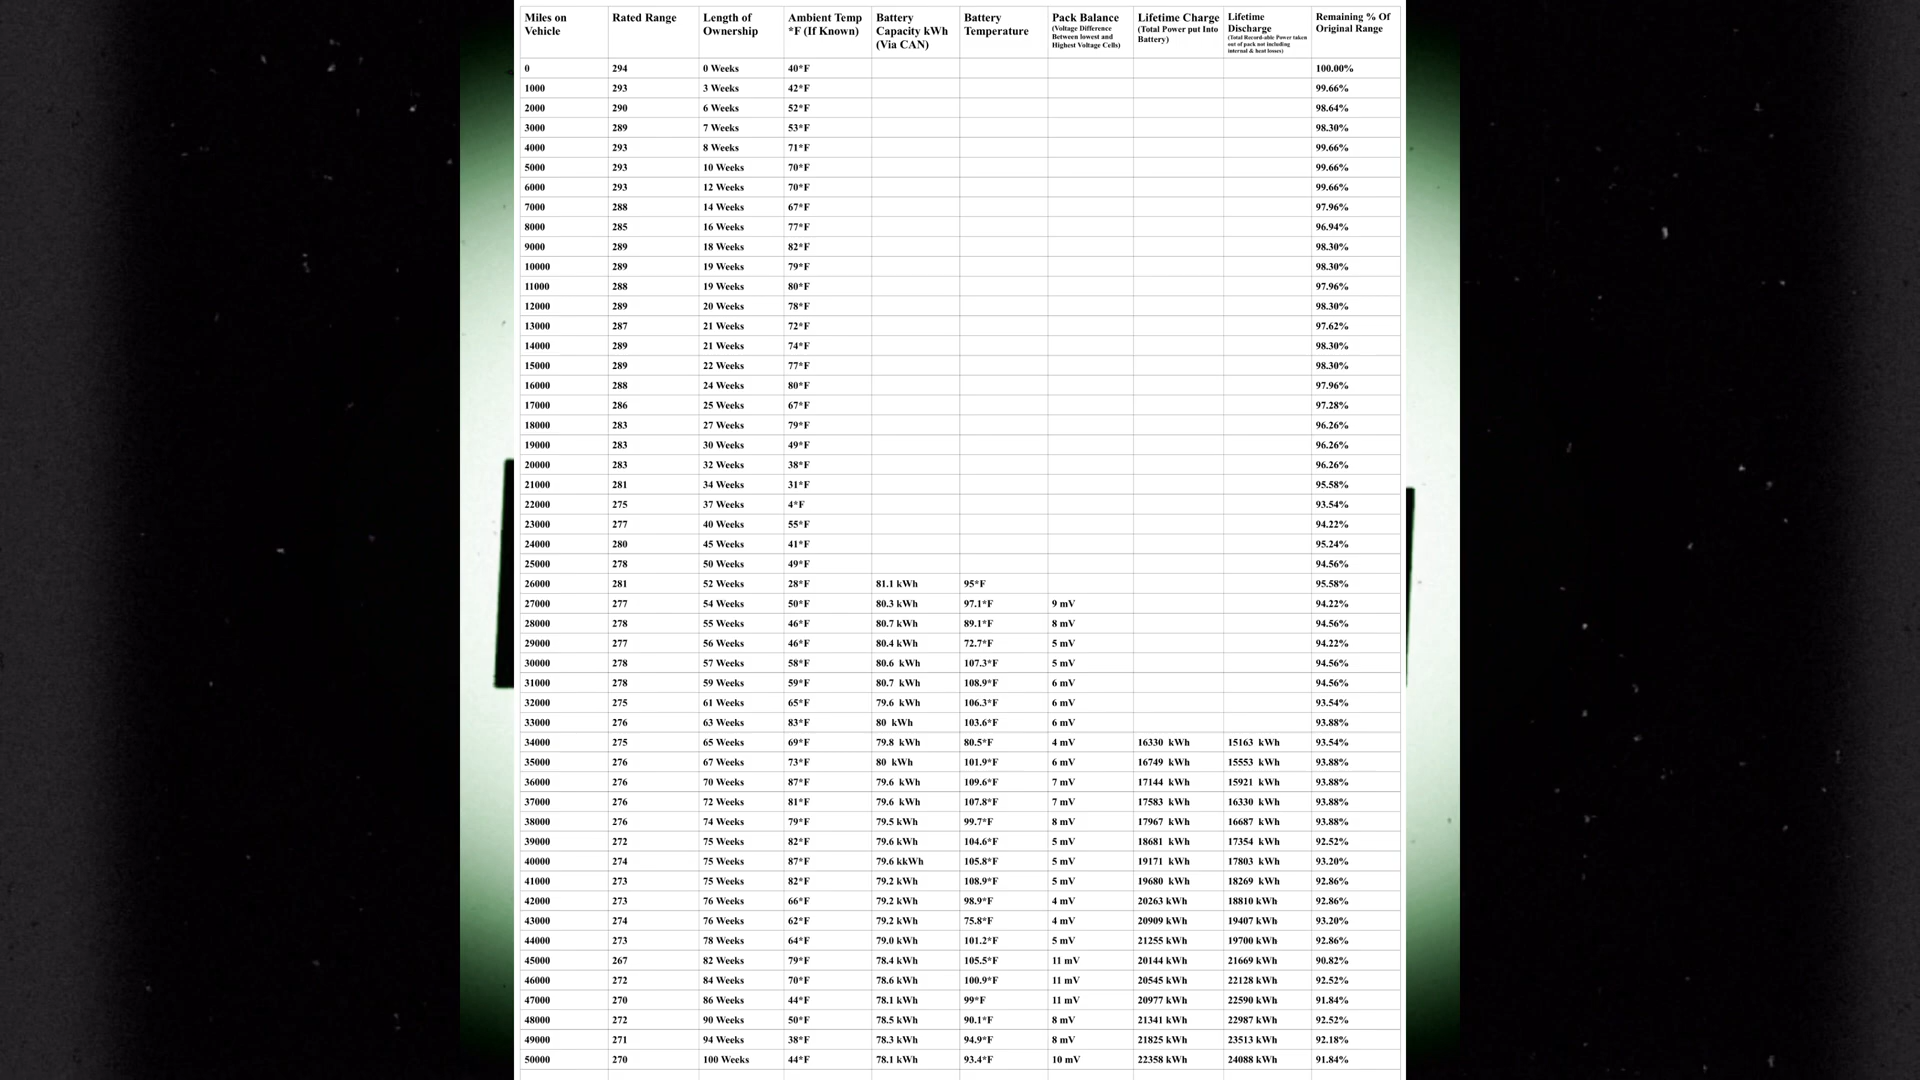 Miles on Vehicle | Rated Range | Length of Ownership | Ambient Temp *F (If Known) | Battery Capacity kWh (Via CAN) | Battery Temperature | Pack Balance (Voltage Difference Between lowest and Highest Voltage Cells) | Lifetime Charge (Total Power put Into Battery) | Lifetime Discharge (Total Record-able Power taken out of pack not including internal & heat losses) | Remaining % Of Original Range
0 294 0 Weeks 40*F 100.00%
1000 293 3 Weeks 42*F 99.66%
2000 290 6 Weeks 52*F 98.64%
3000 289 7 Weeks 53*F 98.30%
4000 293 8 Weeks 71*F 99.66%
5000 293 10 Weeks 70*F 99.66%
6000 293 12 Weeks 70*F 99.66%
7000 288 14 Weeks 67*F 97.96%
8000 285 16 Weeks 77*F 96.94%
9000 289 18 Weeks 82*F 98.30%
10000 289 19 Weeks 79*F 98.30%
11000 288 19 Weeks 80*F 97.96%
12000 289 20 Weeks 78*F 98.30%
13000 287 21 Weeks 72*F 97.62%
14000 289 21 Weeks 74*F 98.30%
15000 289 22 Weeks 77*F 98.30%
16000 288 24 Weeks 80*F 97.96%
17000 286 25 Weeks 67*F 97.28%
18000 283 27 Weeks 79*F 96.26%
19000 283 30 Weeks 49*F 96.26%
20000 283 32 Weeks 38*F 96.26%
21000 281 34 Weeks 31*F 95.58%
22000 275 37 Weeks 4*F 93.54%
23000 277 40 Weeks 55*F 94.22%
24000 280 45 Weeks 41*F 95.24%
25000 278 50 Weeks 49*F 94.56%
26000 281 52 Weeks 28*F 81.1 kWh 95*F 95.58%
27000 277 54 Weeks 50*F 80.3 kWh 97.1*F 9 mV 94.22%
28000 278 55 Weeks 46*F 80.7 kWh 89.1*F 8 mV 94.56%
29000 277 56 Weeks 46*F 80.4 kWh 72.7*F 5 mV 94.22%
30000 278 57 Weeks 58*F 80.6 kWh 107.3*F 5 mV 94.56%
31000 278 59 Weeks 59*F 80.7 kWh 108.9*F 6 mV 94.56%
32000 275 61 Weeks 65*F 79.6 kWh 106.3*F 6 mV 93.54%
33000 276 63 Weeks 83*F 80 kWh 103.6*F 6 mV 93.88%
34000 275 65 Weeks 69*F 79.8 kWh 80.5*F 4 mV 16330 kWh 15163 kWh 93.54%
35000 276 67 Weeks 73*F 80 kWh 101.9*F 6 mV 16749 kWh 15553 kWh 93.88%
36000 276 70 Weeks 87*F 79.6 kWh 109.6*F 7 mV 17144 kWh 15921 kWh 93.88%
37000 276 72 Weeks 81*F 79.6 kWh 107.8*F 7 mV 17583 kWh 16330 kWh 93.88%
38000 276 74 Weeks 79*F 79.5 kWh 99.7*F 8 mV 17967 kWh 16687 kWh 93.88%
39000 272 75 Weeks 82*F 79.6 kWh 104.6*F 5 mV 18681 kWh 17354 kWh 92.52%
40000 274 75 Weeks 87*F 79.6 kkWh 105.8*F 5 mV 19171 kWh 17803 kWh 93.20%
41000 273 75 Weeks 82*F 79.2 kWh 108.9*F 5 mV 19680 kWh 18269 kWh 92.86%
42000 273 76 Weeks 66*F 79.2 kWh 98.9*F 4 mV 20263 kWh 18810 kWh 92.86%
43000 274 76 Weeks 62*F 79.2 kWh 75.8*F 4 mV 20909 kWh 19407 kWh 93.20%
44000 273 78 Weeks 64*F 79.0 kWh 101.2*F 5 mV 21255 kWh 19700 kWh 92.86%
45000 267 82 Weeks 79*F 78.4 kWh 105.5*F 11 mV 20144 kWh 21669 kWh 90.82%
46000 272 84 Weeks 70*F 78.6 kWh 100.9*F 11 mV 20545 kWh 22128 kWh 92.52%
47000 270 86 Weeks 44*F 78.1 kWh 99*F 11 mV 20977 kWh 22590 kWh 91.84%
48000 272 90 Weeks 50*F 78.5 kWh 90.1*F 8 mV 21341 kWh 22987 kWh 92.52%
49000 271 94 Weeks 38*F 78.3 kWh 94.9*F 8 mV 21825 kWh 23513 kWh 92.18%
50000 270 100 Weeks 44*F 78.1 kWh 93.4*F 10 mV 22358 kWh 24088 kWh 91.84%